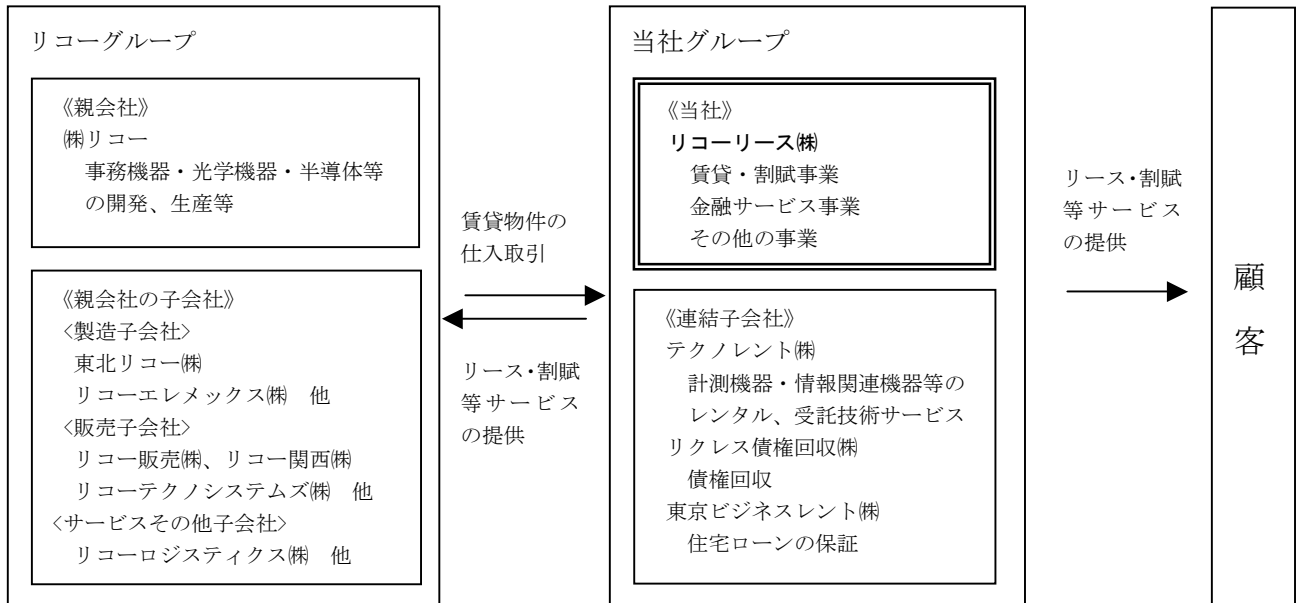 リコーグループ
《親会社》
㈱リコー
事務機器・光学機器・半導体等
の開発、生産等
《親会社の子会社》
<製造子会社>
東北リコー㈱
リコーエレメックス㈱　他
<販売子会社>
リコー販売㈱、リコー関西㈱
リコーテクノシステムズ㈱　他
<サービスその他子会社>
リコーロジスティクス㈱　他
賃貸物件の
仕入取引
リース・割賦
等サービス
の提供
当社グループ
《当社》
リコーリース㈱
賃貸・割賦事業
金融サービス事業
その他の事業
《連結子会社》
テクノレント㈱
計測機器・情報関連機器等の
レンタル、受託技術サービス
リクレス債権回収㈱
債権回収
東京ビジネスレント㈱
住宅ローンの保証
リース・割賦
等サービス
の提供
顧
客